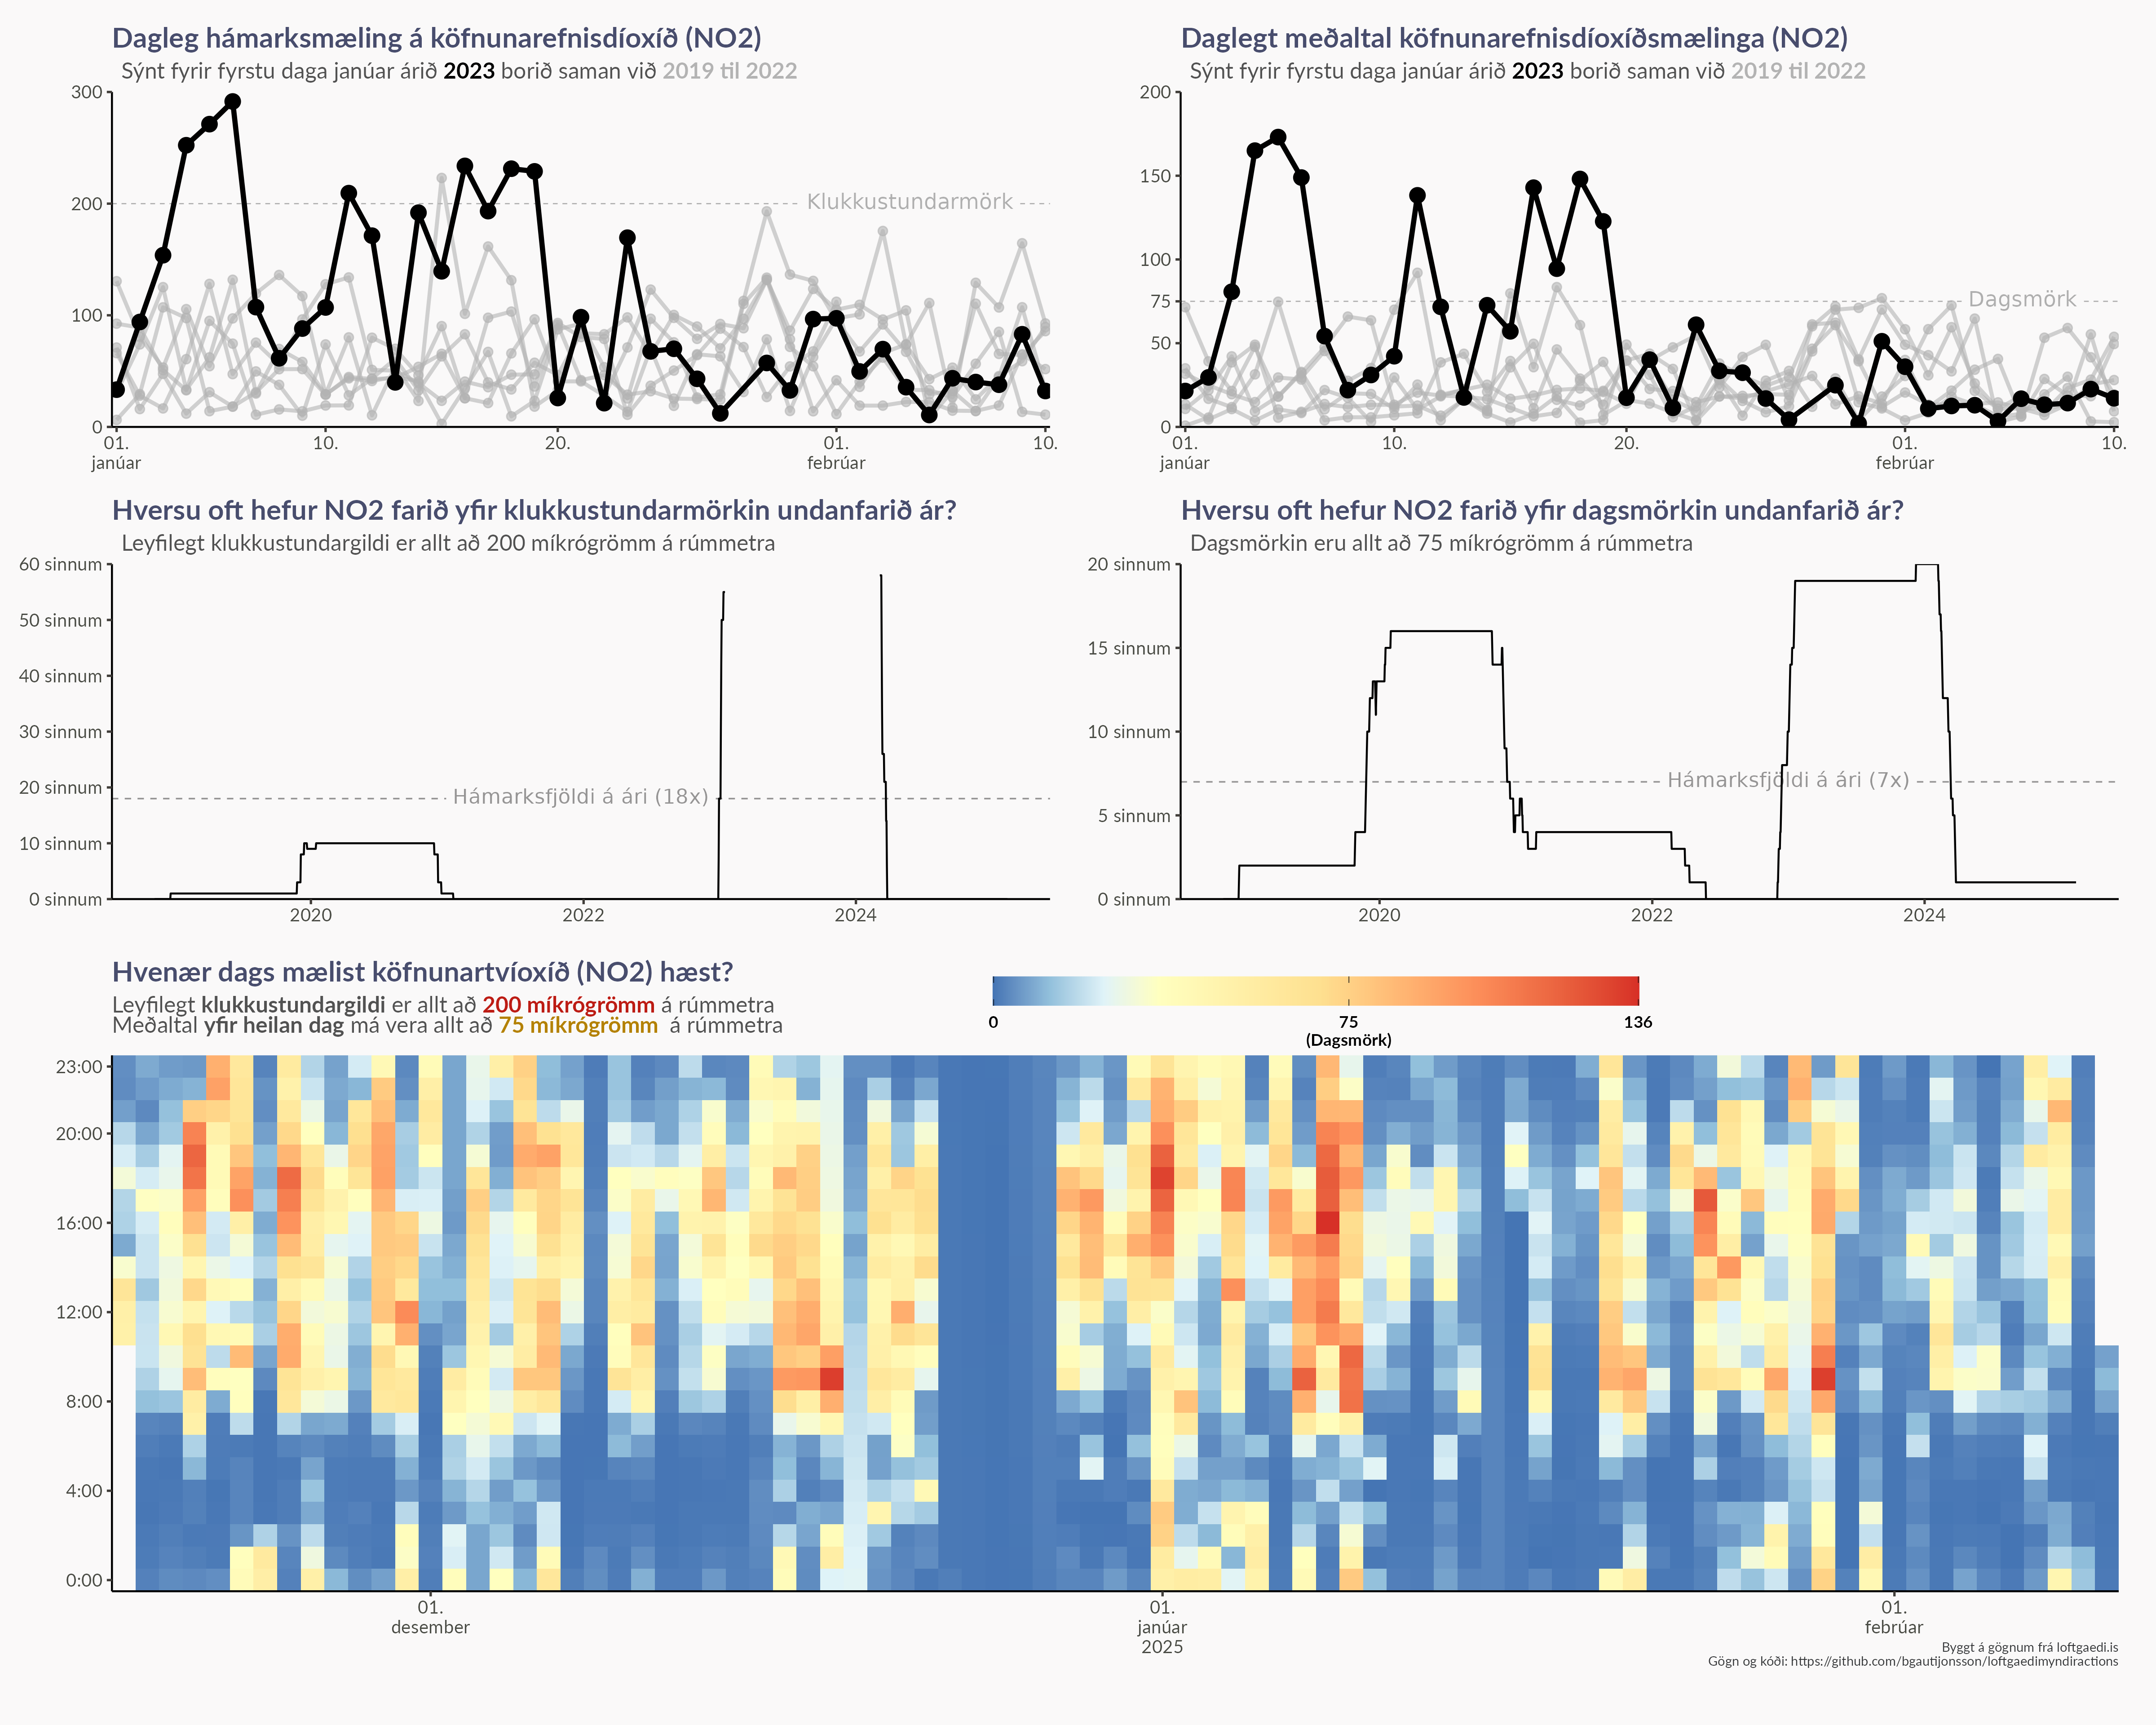 Dagleg hámarksmæling á köfnunarefnisdíoxíð (NO2)
Sýnt fyrir fyrstu daga janúar árið 2023 borið saman við 2019 til 2022
300
200
100
0
Klukkustundarmörk
01.
janúar
10.
20.
01.
febrúar
10.
Daglegt meðaltal köfnunarefnisdíoxíðsmælinga (NO2)
Sýnt fyrir fyrstu daga janúar árið 2023 borið saman við 2019 til 2022
200
150
100
75
50
0
Dagsmörk
01.
janúar
10.
20.
01.
febrúar
10.
Hversu oft hefur NO2 farið yfir klukkustundarmörkin undanfarið ár?
Leyfilegt klukkustundargildi er allt að 200 míkrógrömm á rúmmetra
60 sinnum
50 sinnum
40 sinnum
30 sinnum
20 sinnum
10 sinnum
0 sinnum
Hámarksfjöldi á ári (18x)
2020
2022
2024
Hversu oft hefur NO2 farið yfir dagsmörkin undanfarið ár?
Dagsmörkin eru allt að 75 míkrógrömm á rúmmetra
20 sinnum
15 sinnum
10 sinnum
5 sinnum
0 sinnum
Hámarksfjöldi á ári (7x)
2020
2022
2024
Hvenær dags mælist köfnunartvíoxíð (NO2) hæst?
Leyfilegt klukkustundargildi er allt að 200 míkrógrömm á rúmmetra
Meðaltal yfir heilan dag má vera allt að 75 míkrógrömm á rúmmetra
0
75
(Dagsmörk)
136
23:00
20:00
16:00
12:00
8:00
4:00
0:00
01.
desember
01.
janúar
2025
01.
febrúar
Byggt á gögnum frá loftgaedi.is
Gögn og kóði: https://github.com/bgautijonsson/loftgaedimyndiractions